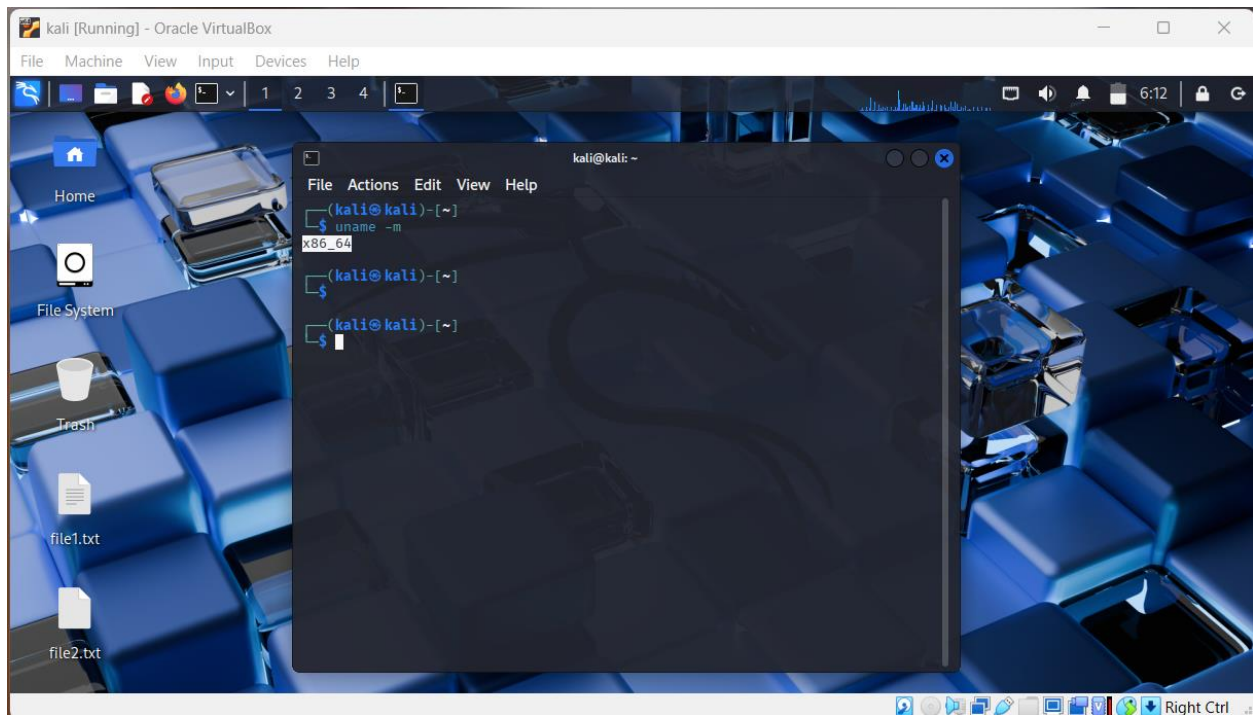 kali [Running] - Oracle VirtualBox
File Machine View Input Devices Help
1 2 3 4 6:12
kali@kali: ~
File Actions Edit View Help
┌──(kali㉿kali)-[~]
└─$ uname -m
x86_64
┌──(kali㉿kali)-[~]
└─$
┌──(kali㉿kali)-[~]
└─$
Home
File System
Trash
file1.txt
file2.txt
Right Ctrl